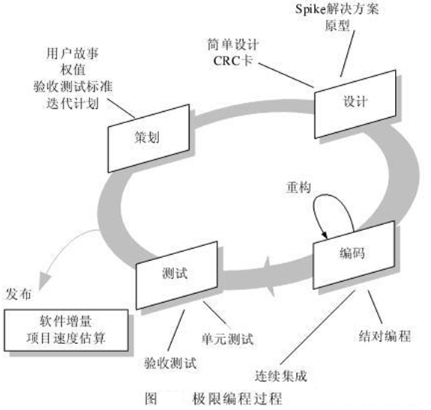 Spike解决方案
原型
简单设计
CRC卡
用户故事
权值
验收测试标准
迭代计划
设计
策划
重构
编码
测试
发布
软件增量
项目速度估算
单元测试
结对编程
验收测试
连续集成
图 极限编程过程